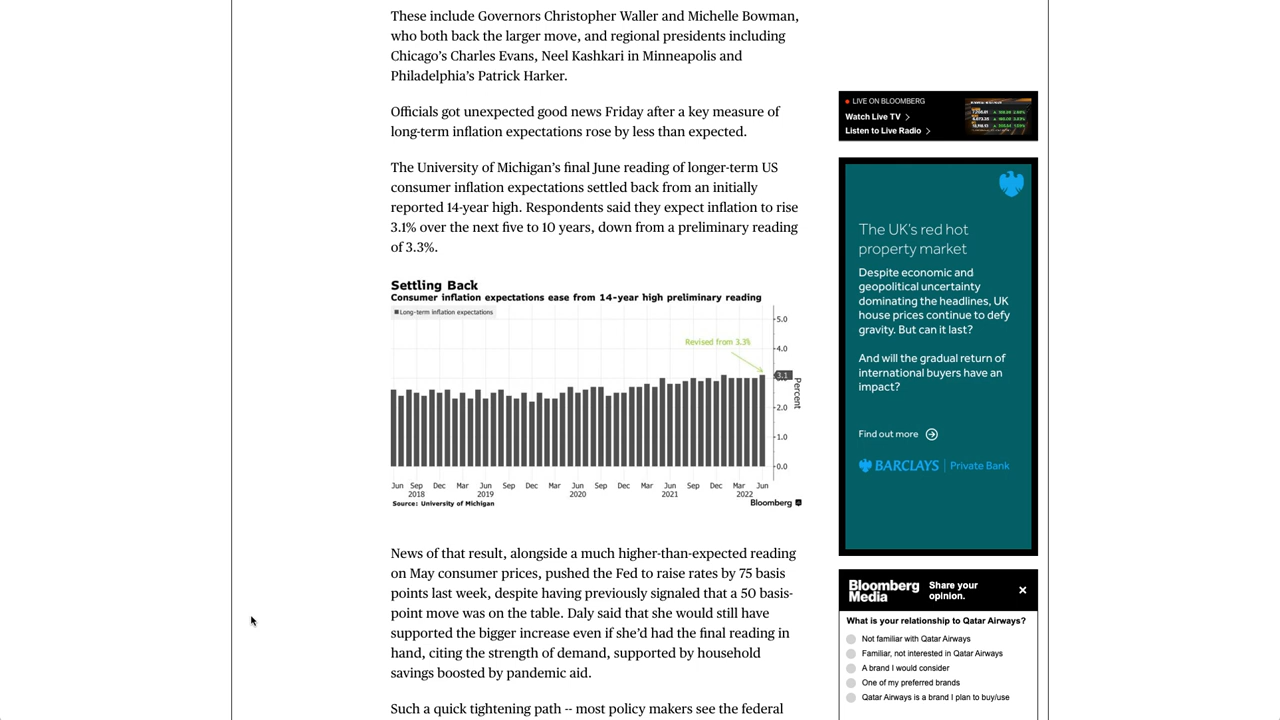 These include Governors Christopher Waller and Michelle Bowman,
who both back the larger move, and regional presidents including
Chicago’s Charles Evans, Neel Kashkari in Minneapolis and
Philadelphia’s Patrick Harker.
Officials got unexpected good news Friday after a key measure of
long-term inflation expectations rose by less than expected.
The University of Michigan’s final June reading of longer-term US
consumer inflation expectations settled back from an initially
reported 14-year high. Respondents said they expect inflation to rise
3.1% over the next five to 10 years, down from a preliminary reading
of 3.3%.
Settling Back
Consumer inflation expectations ease from 14-year high preliminary reading
Long-term inflation expectations
Revised from 3.3%
5.0
4.0
3.1
2.0
1.0
0.0
Percent
Jun Sep Dec Mar Jun Sep Dec Mar Jun Sep Dec Mar Jun Sep Dec Mar Jun
2018 2019 2020 2021 2022
Source: University of Michigan
Bloomberg
News of that result, alongside a much higher-than-expected reading
on May consumer prices, pushed the Fed to raise rates by 75 basis
points last week, despite having previously signaled that a 50 basis-
point move was on the table. Daly said that she would still have
supported the bigger increase even if she’d had the final reading in
hand, citing the strength of demand, supported by household
savings boosted by pandemic aid.
Such a quick tightening path -- most policy makers see the federal
LIVE ON BLOOMBERG
Watch Live TV
Listen to Live Radio
The UK’s red hot
property market
Despite economic and
geopolitical uncertainty
dominating the headlines, UK
house prices continue to defy
gravity. But can it last?
And will the gradual return of
international buyers have an
impact?
Find out more
BARCLAYS | Private Bank
Bloomberg
Media
Share your
opinion.
What is your relationship to Qatar Airways?
Not familiar with Qatar Airways
Familiar, not interested in Qatar Airways
A brand I would consider
One of my preferred brands
Qatar Airways is a brand I plan to buy/use